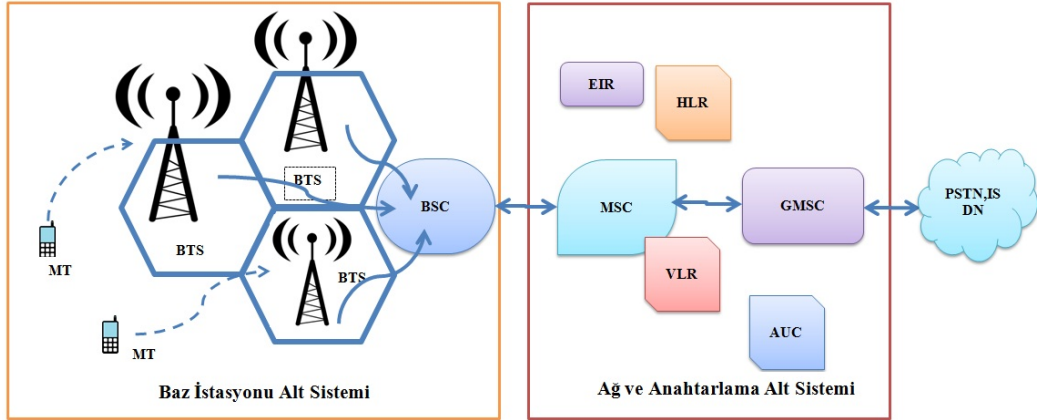 EIR
HLR
BTS
BSC
MSC
GMSC
PSTN,IS
DN
BTS
BTS
MT
VLR
MT
AUC
Baz İstasyonu Alt Sistemi
Ağ ve Anahtarlama Alt Sistemi